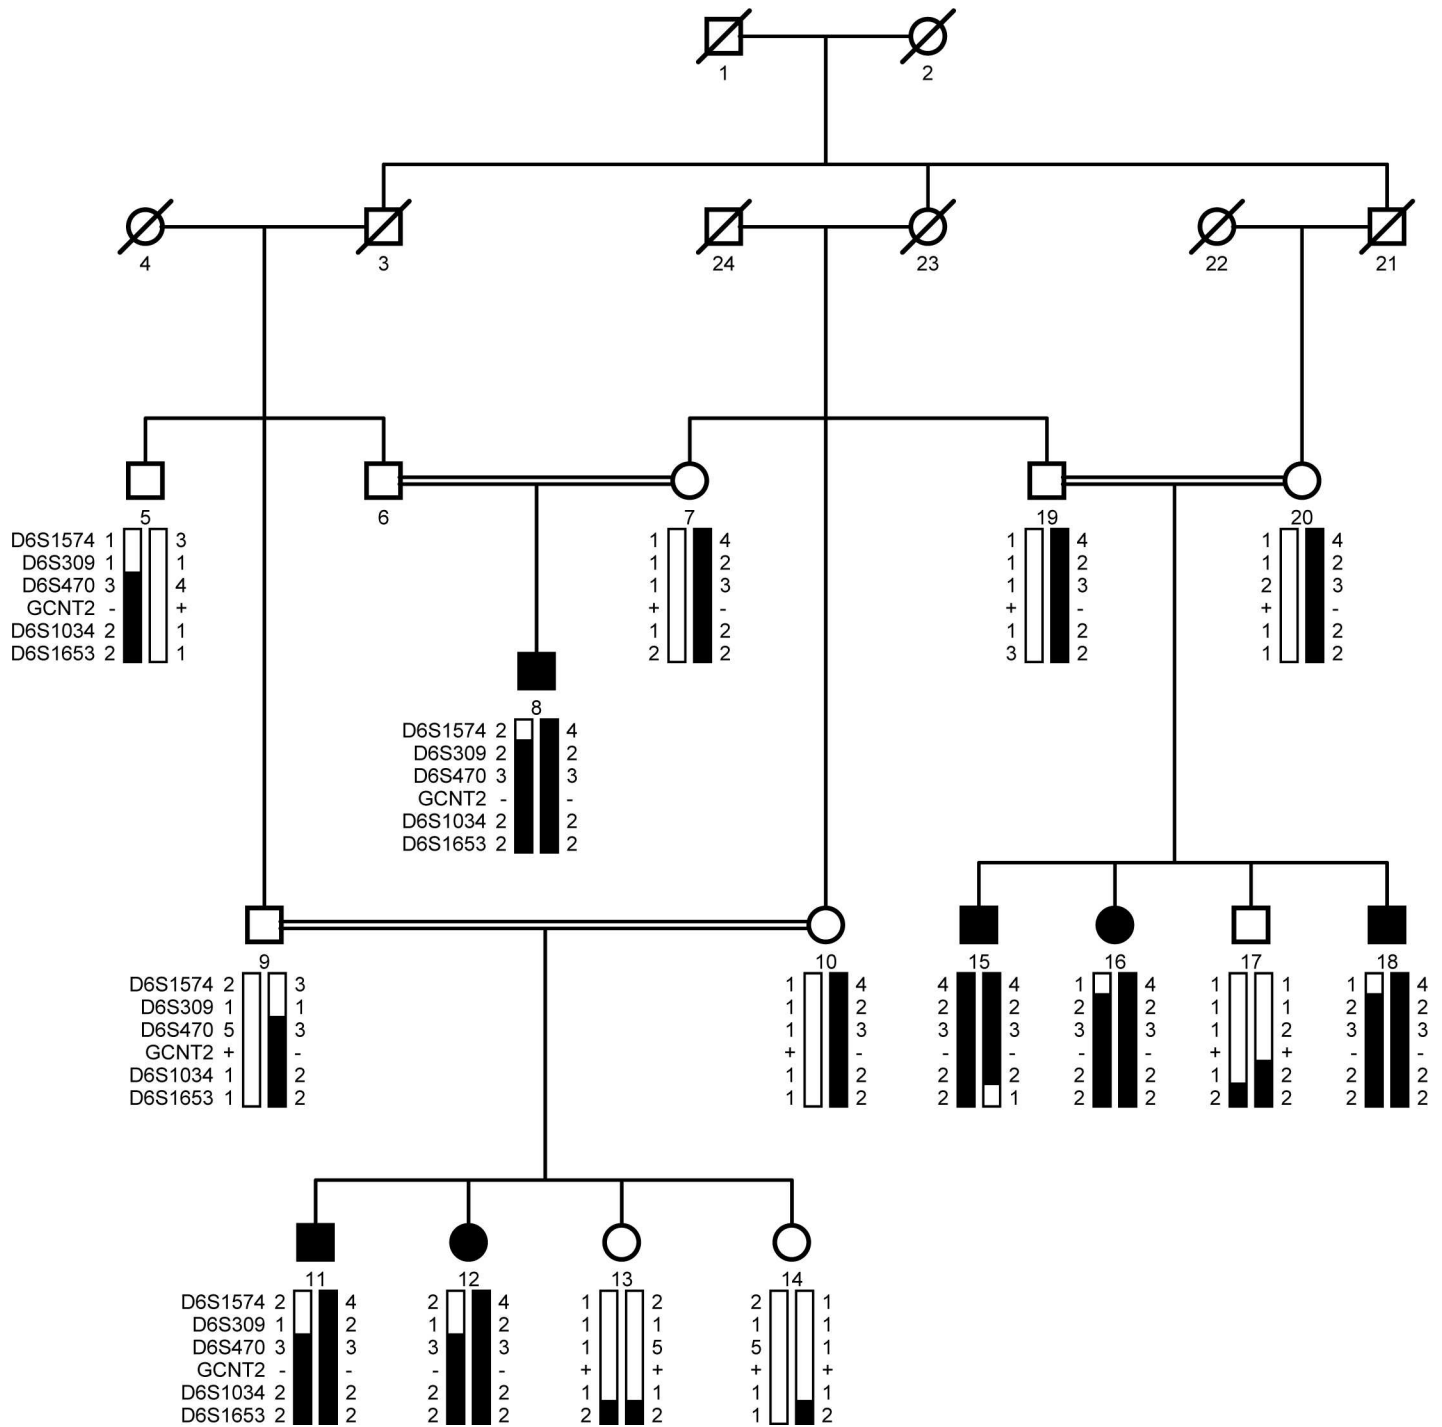 1 2
4 3 24 23 22 21
5 6 7 19 20
D6S1574 1 3 1 4 1 4 1 4
D6S309 1 1 1 2 1 2 1 2
D6S470 3 4 1 3 1 3 2 3
GCNT2 - + + - + - + -
D6S1034 2 1 1 2 1 2 1 2
D6S1653 2 1 2 2 3 2 1 2
8
D6S1574 2 4
D6S309 2 2
D6S470 3 3
GCNT2 - -
D6S1034 2 2
D6S1653 2 2
9 10 15 16 17 18
D6S1574 2 3 1 4 4 4 1 4 1 1 1 4
D6S309 1 1 1 2 2 2 2 2 1 1 2 2
D6S470 5 3 1 3 3 3 3 3 1 2 3 3
GCNT2 + - + - - - - - + + - -
D6S1034 1 2 1 2 2 2 2 2 1 2 2 2
D6S1653 1 2 1 2 2 1 2 2 2 2 2 2
11 12 13 14
D6S1574 2 4 2 4 1 2 2 1
D6S309 1 2 1 2 1 1 1 1
D6S470 3 3 3 3 1 5 5 1
GCNT2 - - - - + + + +
D6S1034 2 2 2 2 1 1 1 1
D6S1653 2 2 2 2 2 2 1 2